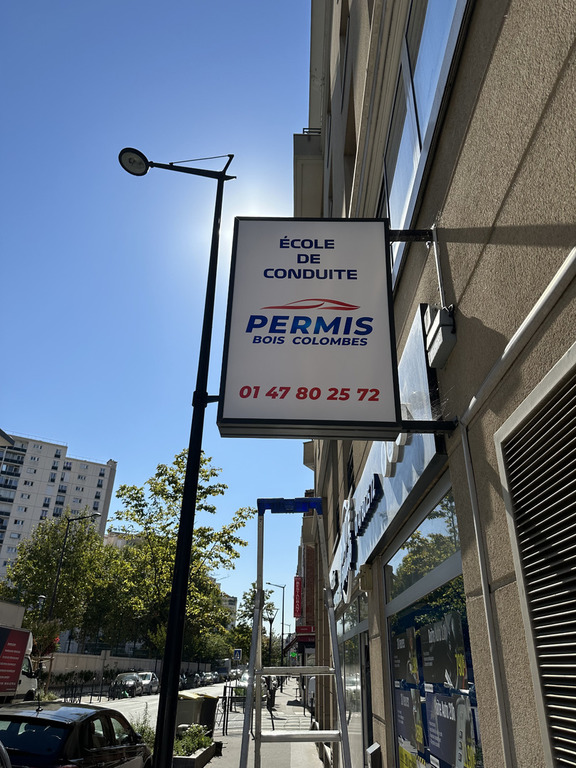 ÉCOLE
DE
CONDUITE
PERMIS
BOIS COLOMBES
01 47 80 25 72